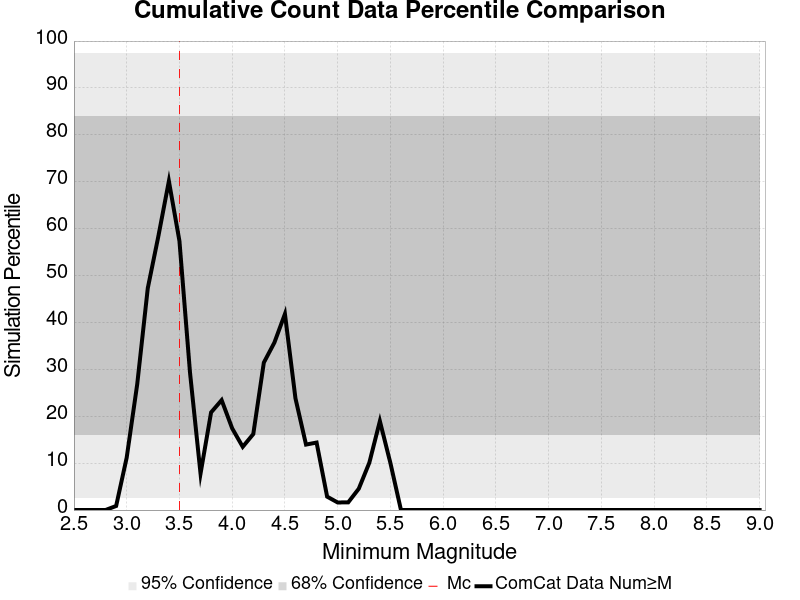 Cumulative Count Data Percentile Comparison
100
90
80
70
60
50
40
30
20
10
0
Simulation Percentile
2.5 3.0 3.5 4.0 4.5 5.0 5.5 6.0 6.5 7.0 7.5 8.0 8.5 9.0
Minimum Magnitude
95% Confidence 68% Confidence Mc ComCat Data Num≥M